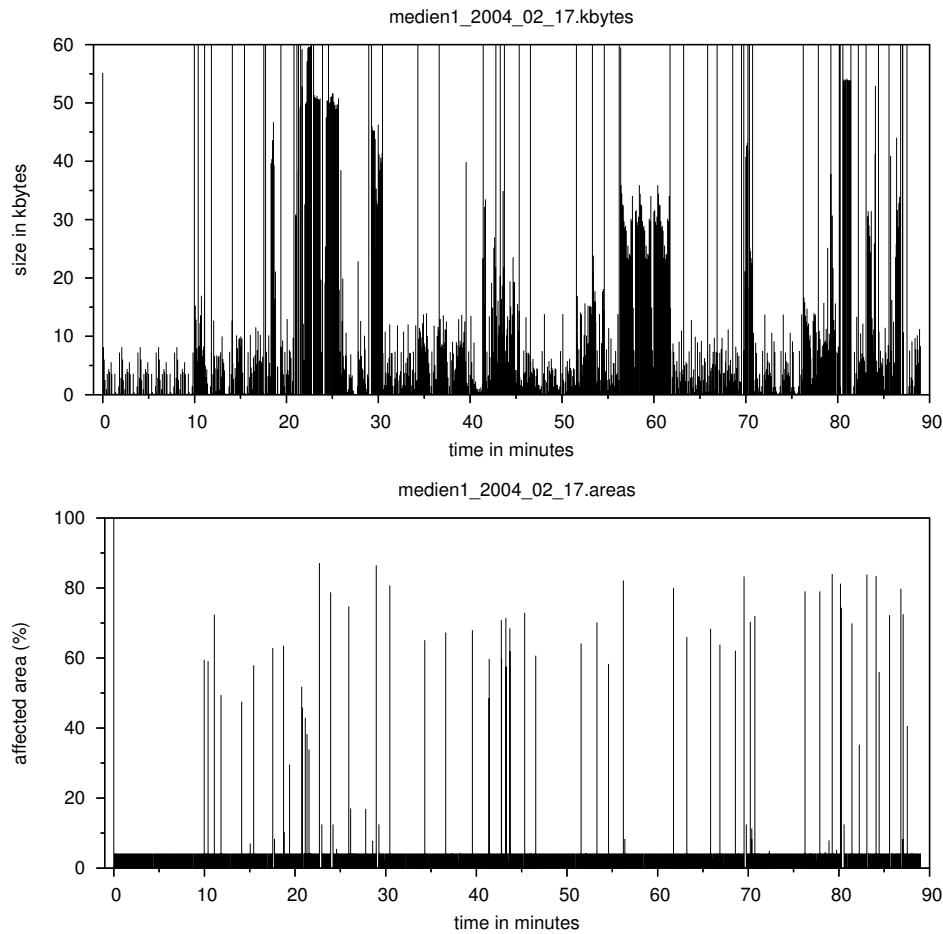 medien1_2004_02_17.kbytes
60
50
40
30
20
10
0
size in kbytes
0 10 20 30 40 50 60 70 80 90
time in minutes
medien1_2004_02_17.areas
100
80
60
40
20
0
affected area (%)
0 10 20 30 40 50 60 70 80 90
time in minutes